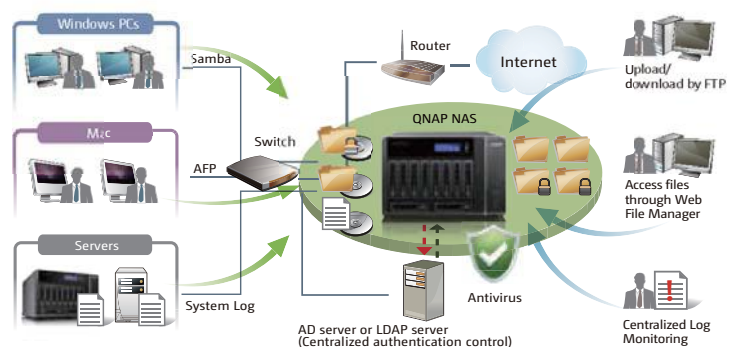 Windows PCs
Samba
Mac
AFP
Switch
Servers
System Log
Router
Internet
QNAP NAS
Antivirus
AD server or LDAP server
(Centralized authentication control)
Upload/
download by FTP
Access files
through Web
File Manager
Centralized Log
Monitoring